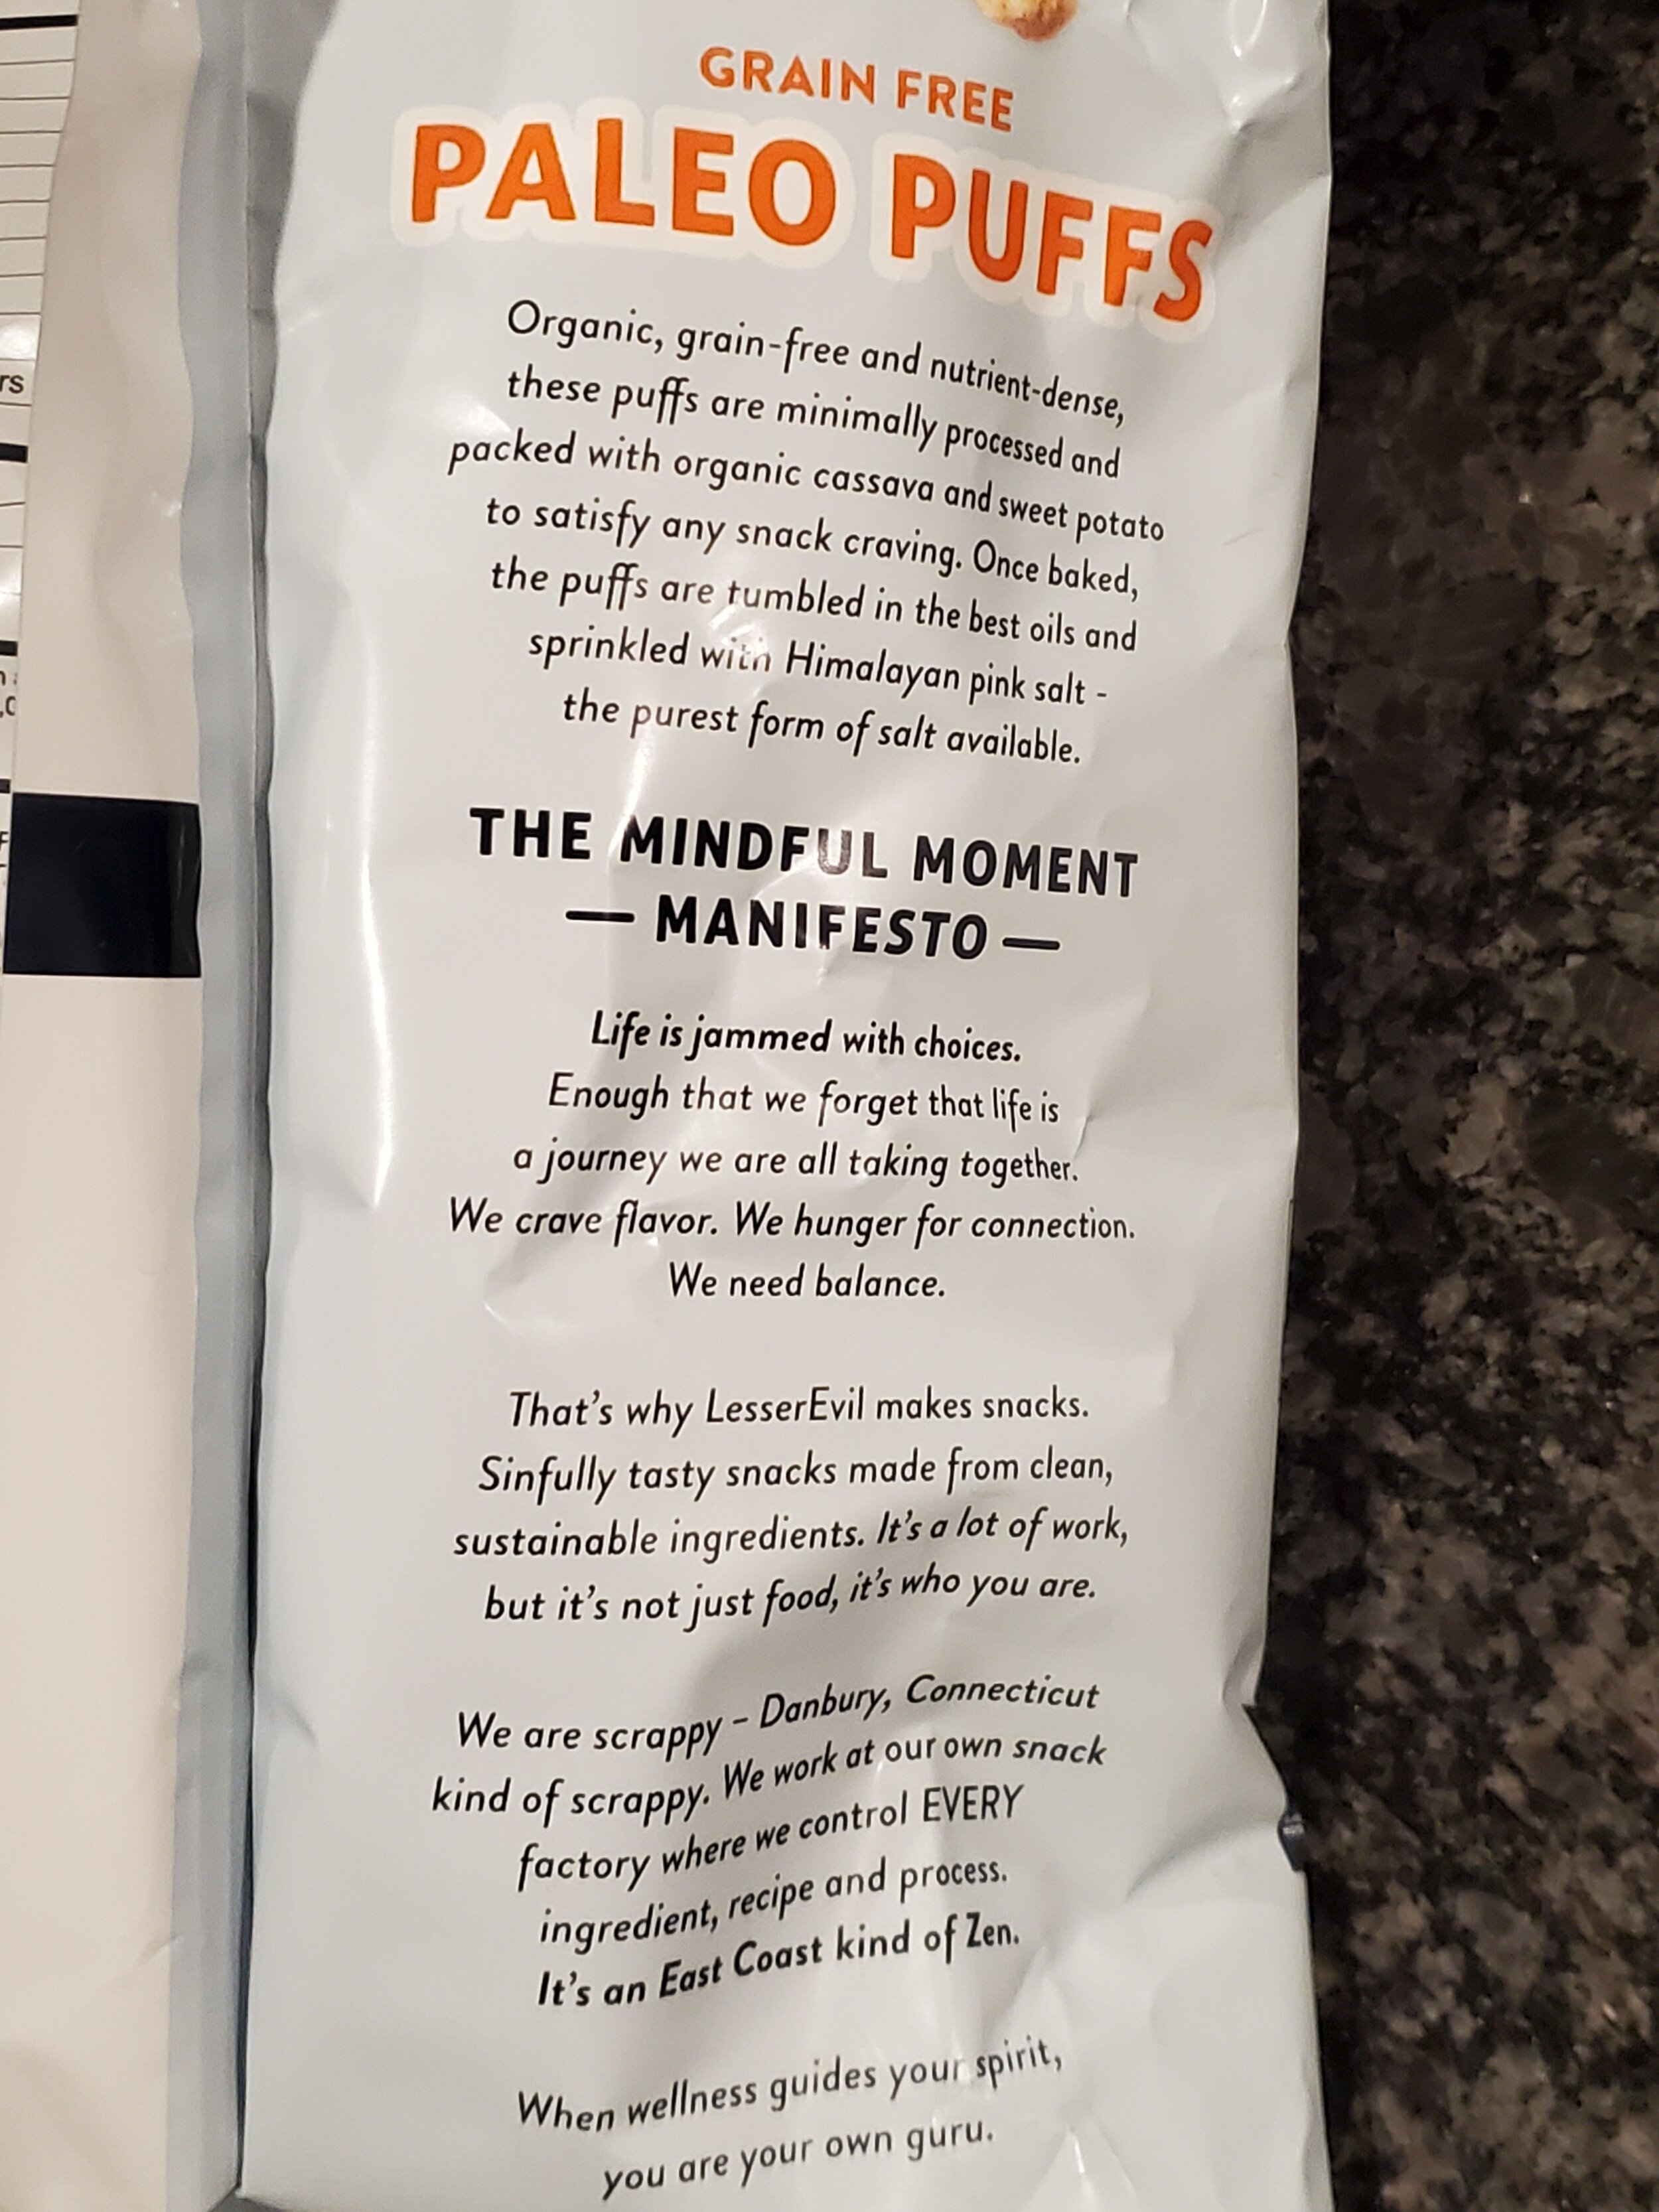 GRAIN FREE
PALEO PUFFS
Organic, grain-free and nutrient-dense,
these puffs are minimally processed and
packed with organic cassava and sweet potato
to satisfy any snack craving. Once baked,
the puffs are tumbled in the best oils and
sprinkled with Himalayan pink salt -
the purest form of salt available.
THE MINDFUL MOMENT
— MANIFESTO —
Life is jammed with choices.
Enough that we forget that life is
a journey we are all taking together.
We crave flavor. We hunger for connection.
We need balance.
That's why LesserEvil makes snacks.
Sinfully tasty snacks made from clean,
sustainable ingredients. It's a lot of work,
but it's not just food, it's who you are.
We are scrappy – Danbury, Connecticut
kind of scrappy. We work at our own snack
factory where we control EVERY
ingredient, recipe and process.
It's an East Coast kind of Zen.
When wellness guides your spirit,
you are your own guru.